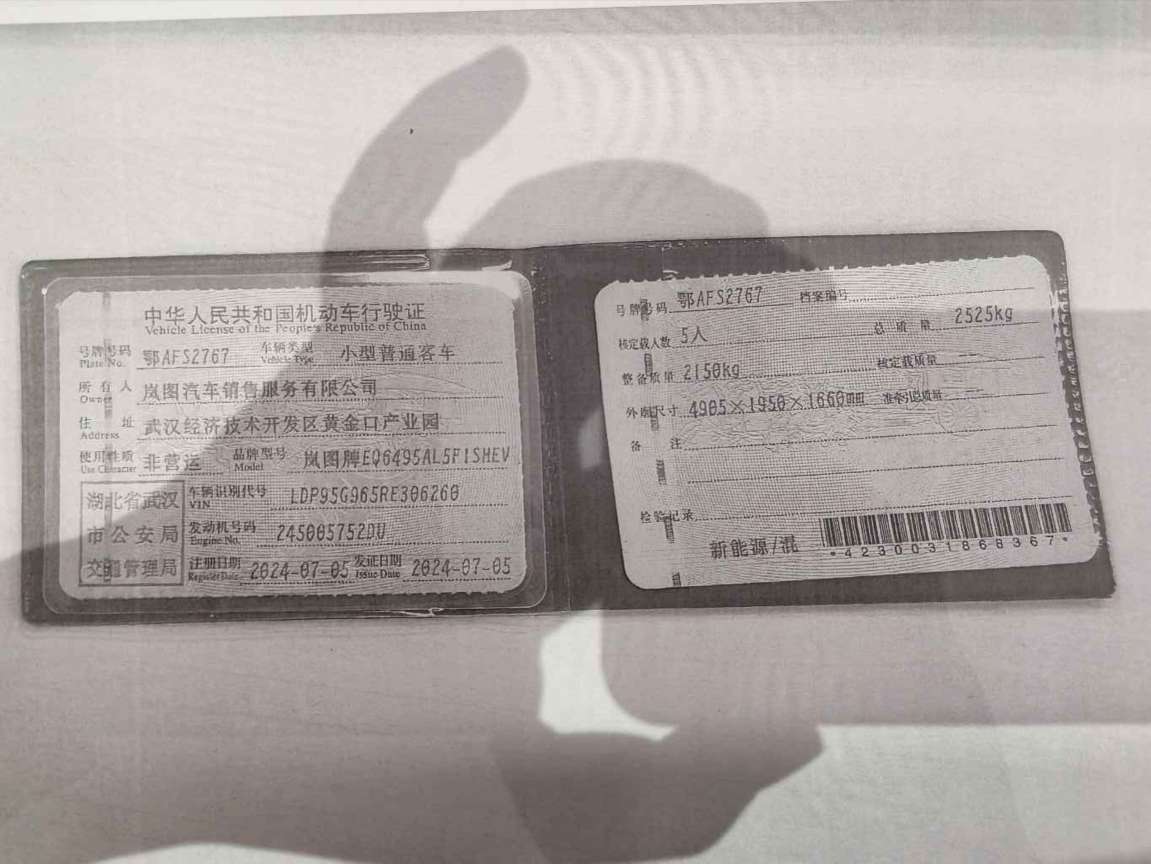 中华人民共和国机动车行驶证
Vehicle License of the People's Republic of China
号牌号码 鄂AFS2767 车辆类型 小型普通客车
Plate No. Vehicle Type
所有人 岚图汽车销售服务有限公司
Owner
住址 武汉经济技术开发区黄金口产业园
Address
使用性质 非营运 品牌型号 岚图牌EQ6495AL5F1SHEV
Use Character Model
湖北省武汉
市公安局
交通管理局
车辆识别代号 LDP95G965RE306260
VIN
发动机号码 245005752DU
Engine No.
注册日期 2024-07-05 发证日期 2024-07-05
Register Date Issue Date
号牌号码 鄂AFS2767 档案编号
核定载人数 5人 总质量 2525kg
整备质量 2150kg 核定载质量
外廓尺寸 4905×1950×1660mm 准牵引总质量
备注
检验记录
新能源/混
*4230031868367*